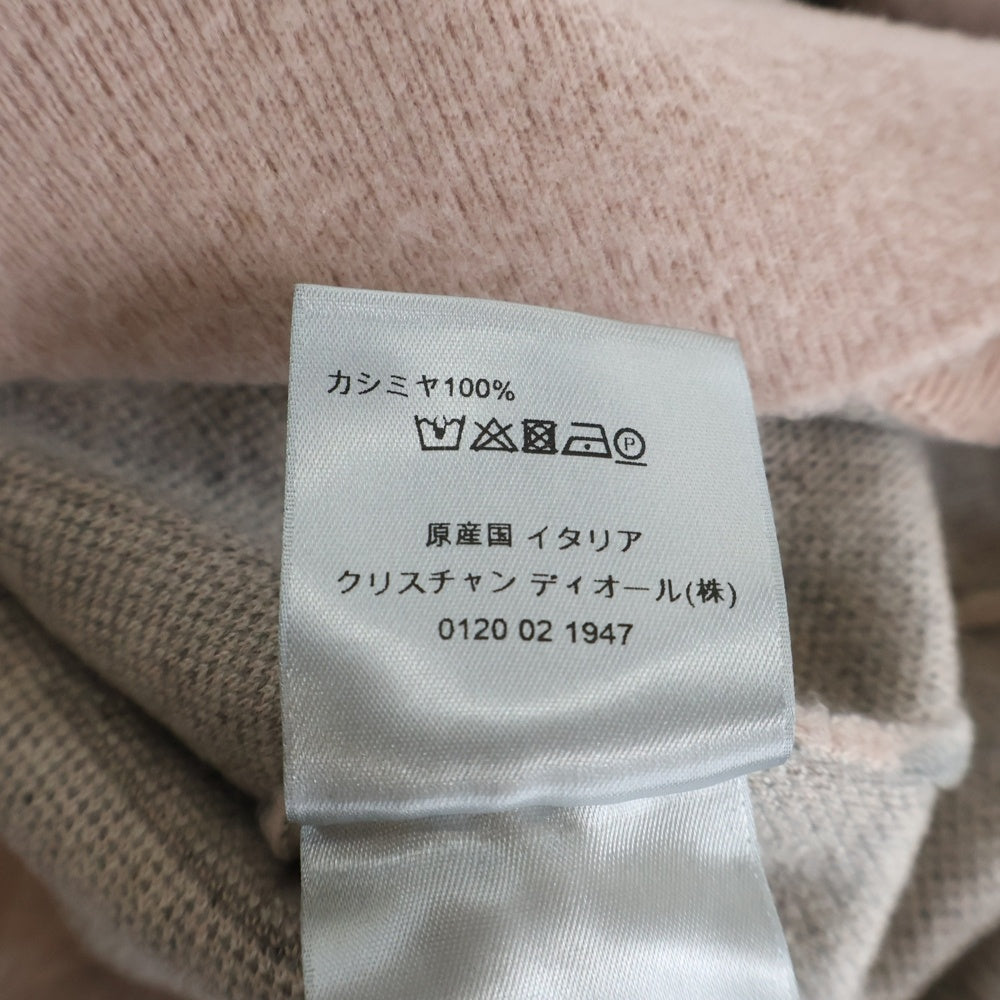 カシミヤ100%
P
原産国 イタリア
クリスチャン ディオール(株)
0120 02 1947